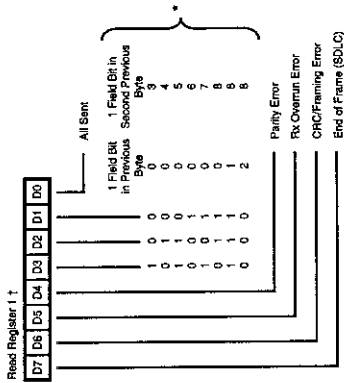 Read Register 1 †
D7 D6 D5 D4 D3 D2 D1 D0
All Sent
1 Field Bit in Previous Byte
1 Field Bit in Second Previous Byte
1 0 0 0 3
0 1 0 0 4
1 1 0 0 5
0 0 1 0 6
1 0 1 0 7
0 1 1 0 8
1 1 1 1 8
0 0 0 2 8
*
Parity Error
Rx Overrun Error
CRC/Framing Error
End of Frame (SDLC)